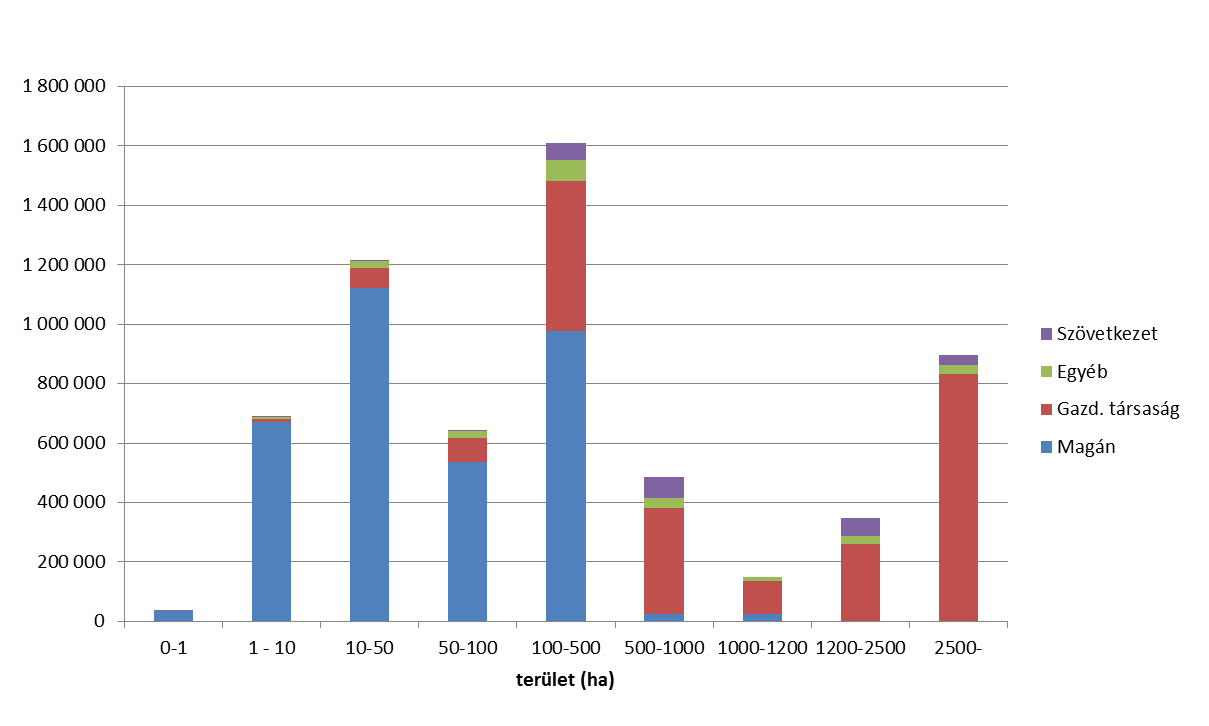 1 800 000
1 600 000
1 400 000
1 200 000
1 000 000
800 000
600 000
400 000
200 000
0
0-1 1 - 10 10-50 50-100 100-500 500-1000 1000-1200 1200-2500 2500-
terület (ha)
Szövetkezet
Egyéb
Gazd. társaság
Magán